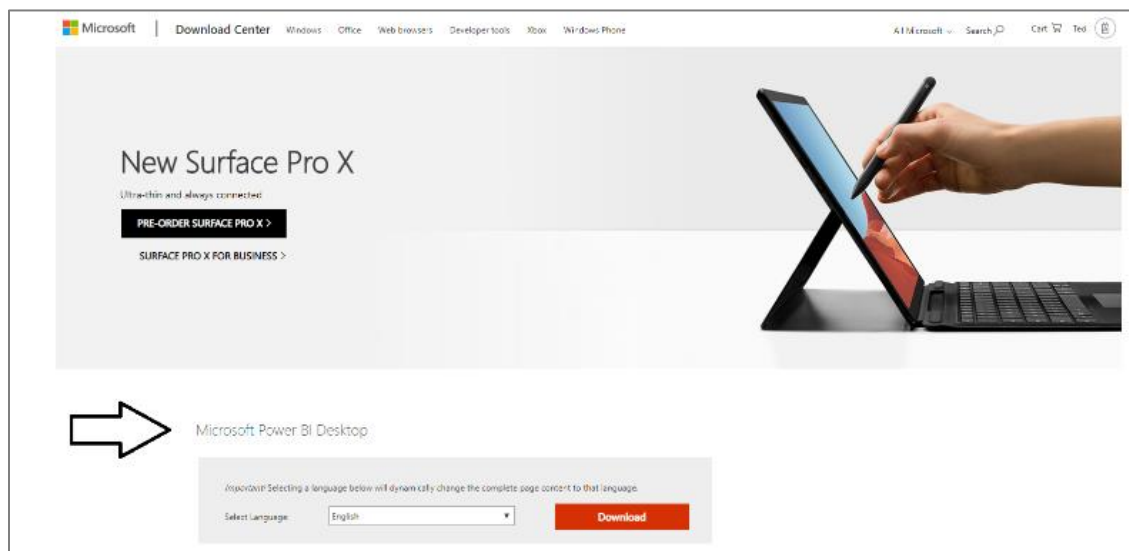 Microsoft | Download Center Windows Office Web browsers Developer tools Xbox Windows Phone All Microsoft Search Cart Ted
New Surface Pro X
Ultra-thin and always connected
PRE-ORDER SURFACE PRO X >
SURFACE PRO X FOR BUSINESS >
Microsoft Power BI Desktop
Important! Selecting a language below will dynamically change the complete page content to that language.
Select Language: English Download